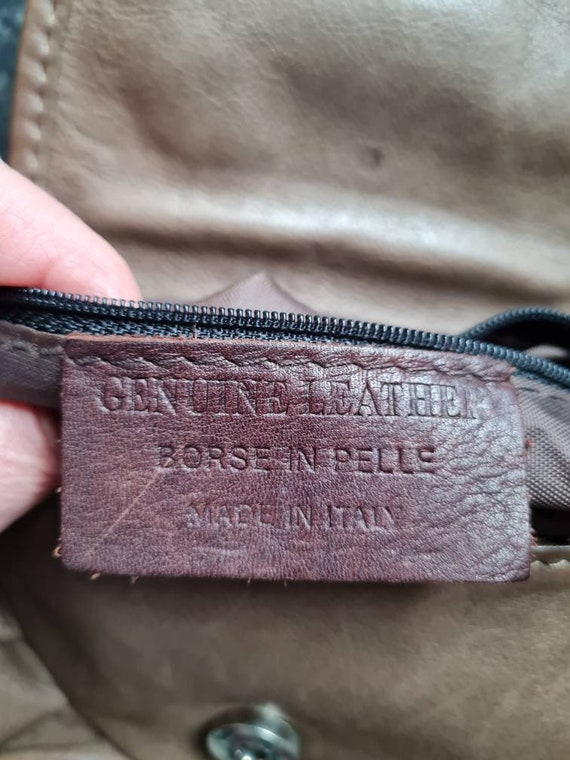 GENUINE LEATHER
BORSE IN PELLE
MADE IN ITALY